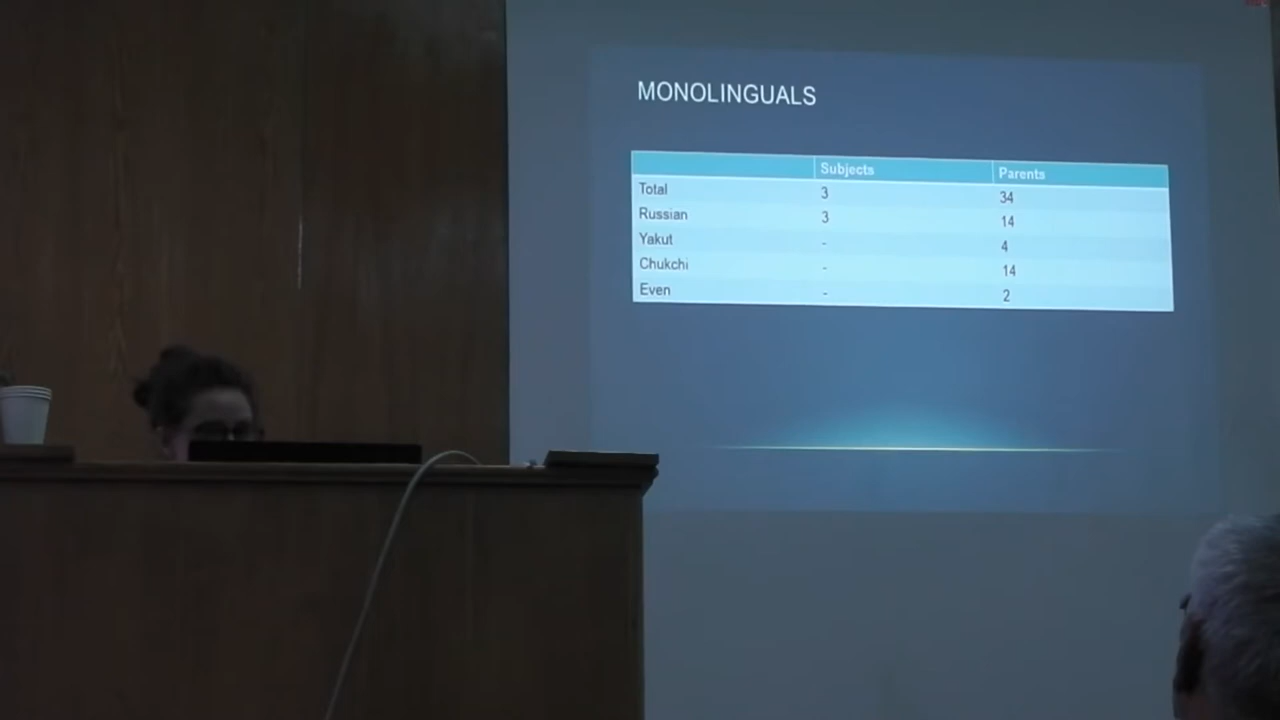 MONOLINGUALS
Subjects Parents
Total 3 34
Russian 3 14
Yakut - 4
Chukchi - 14
Even - 2